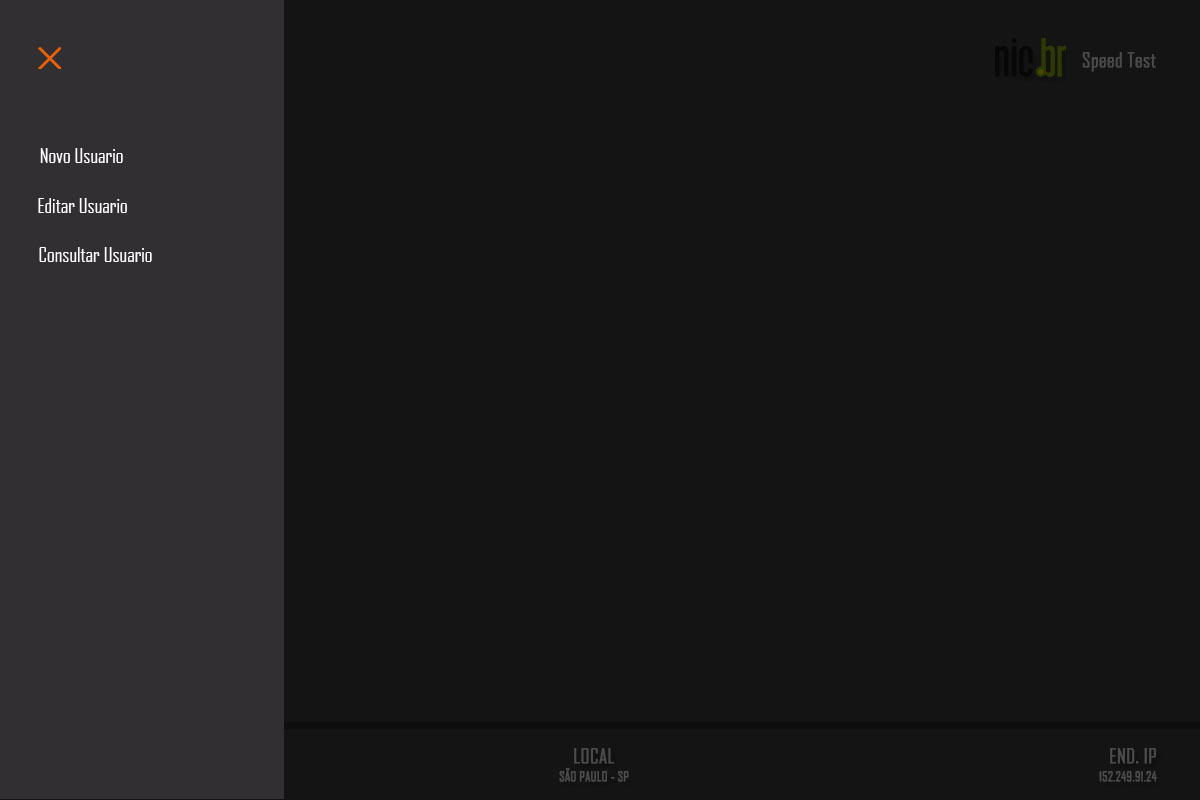 nic.br Speed Test
Novo Usuario
Editar Usuario
Consultar Usuario
LOCAL
SÃO PAULO - SP
END. IP
152.249.91.24